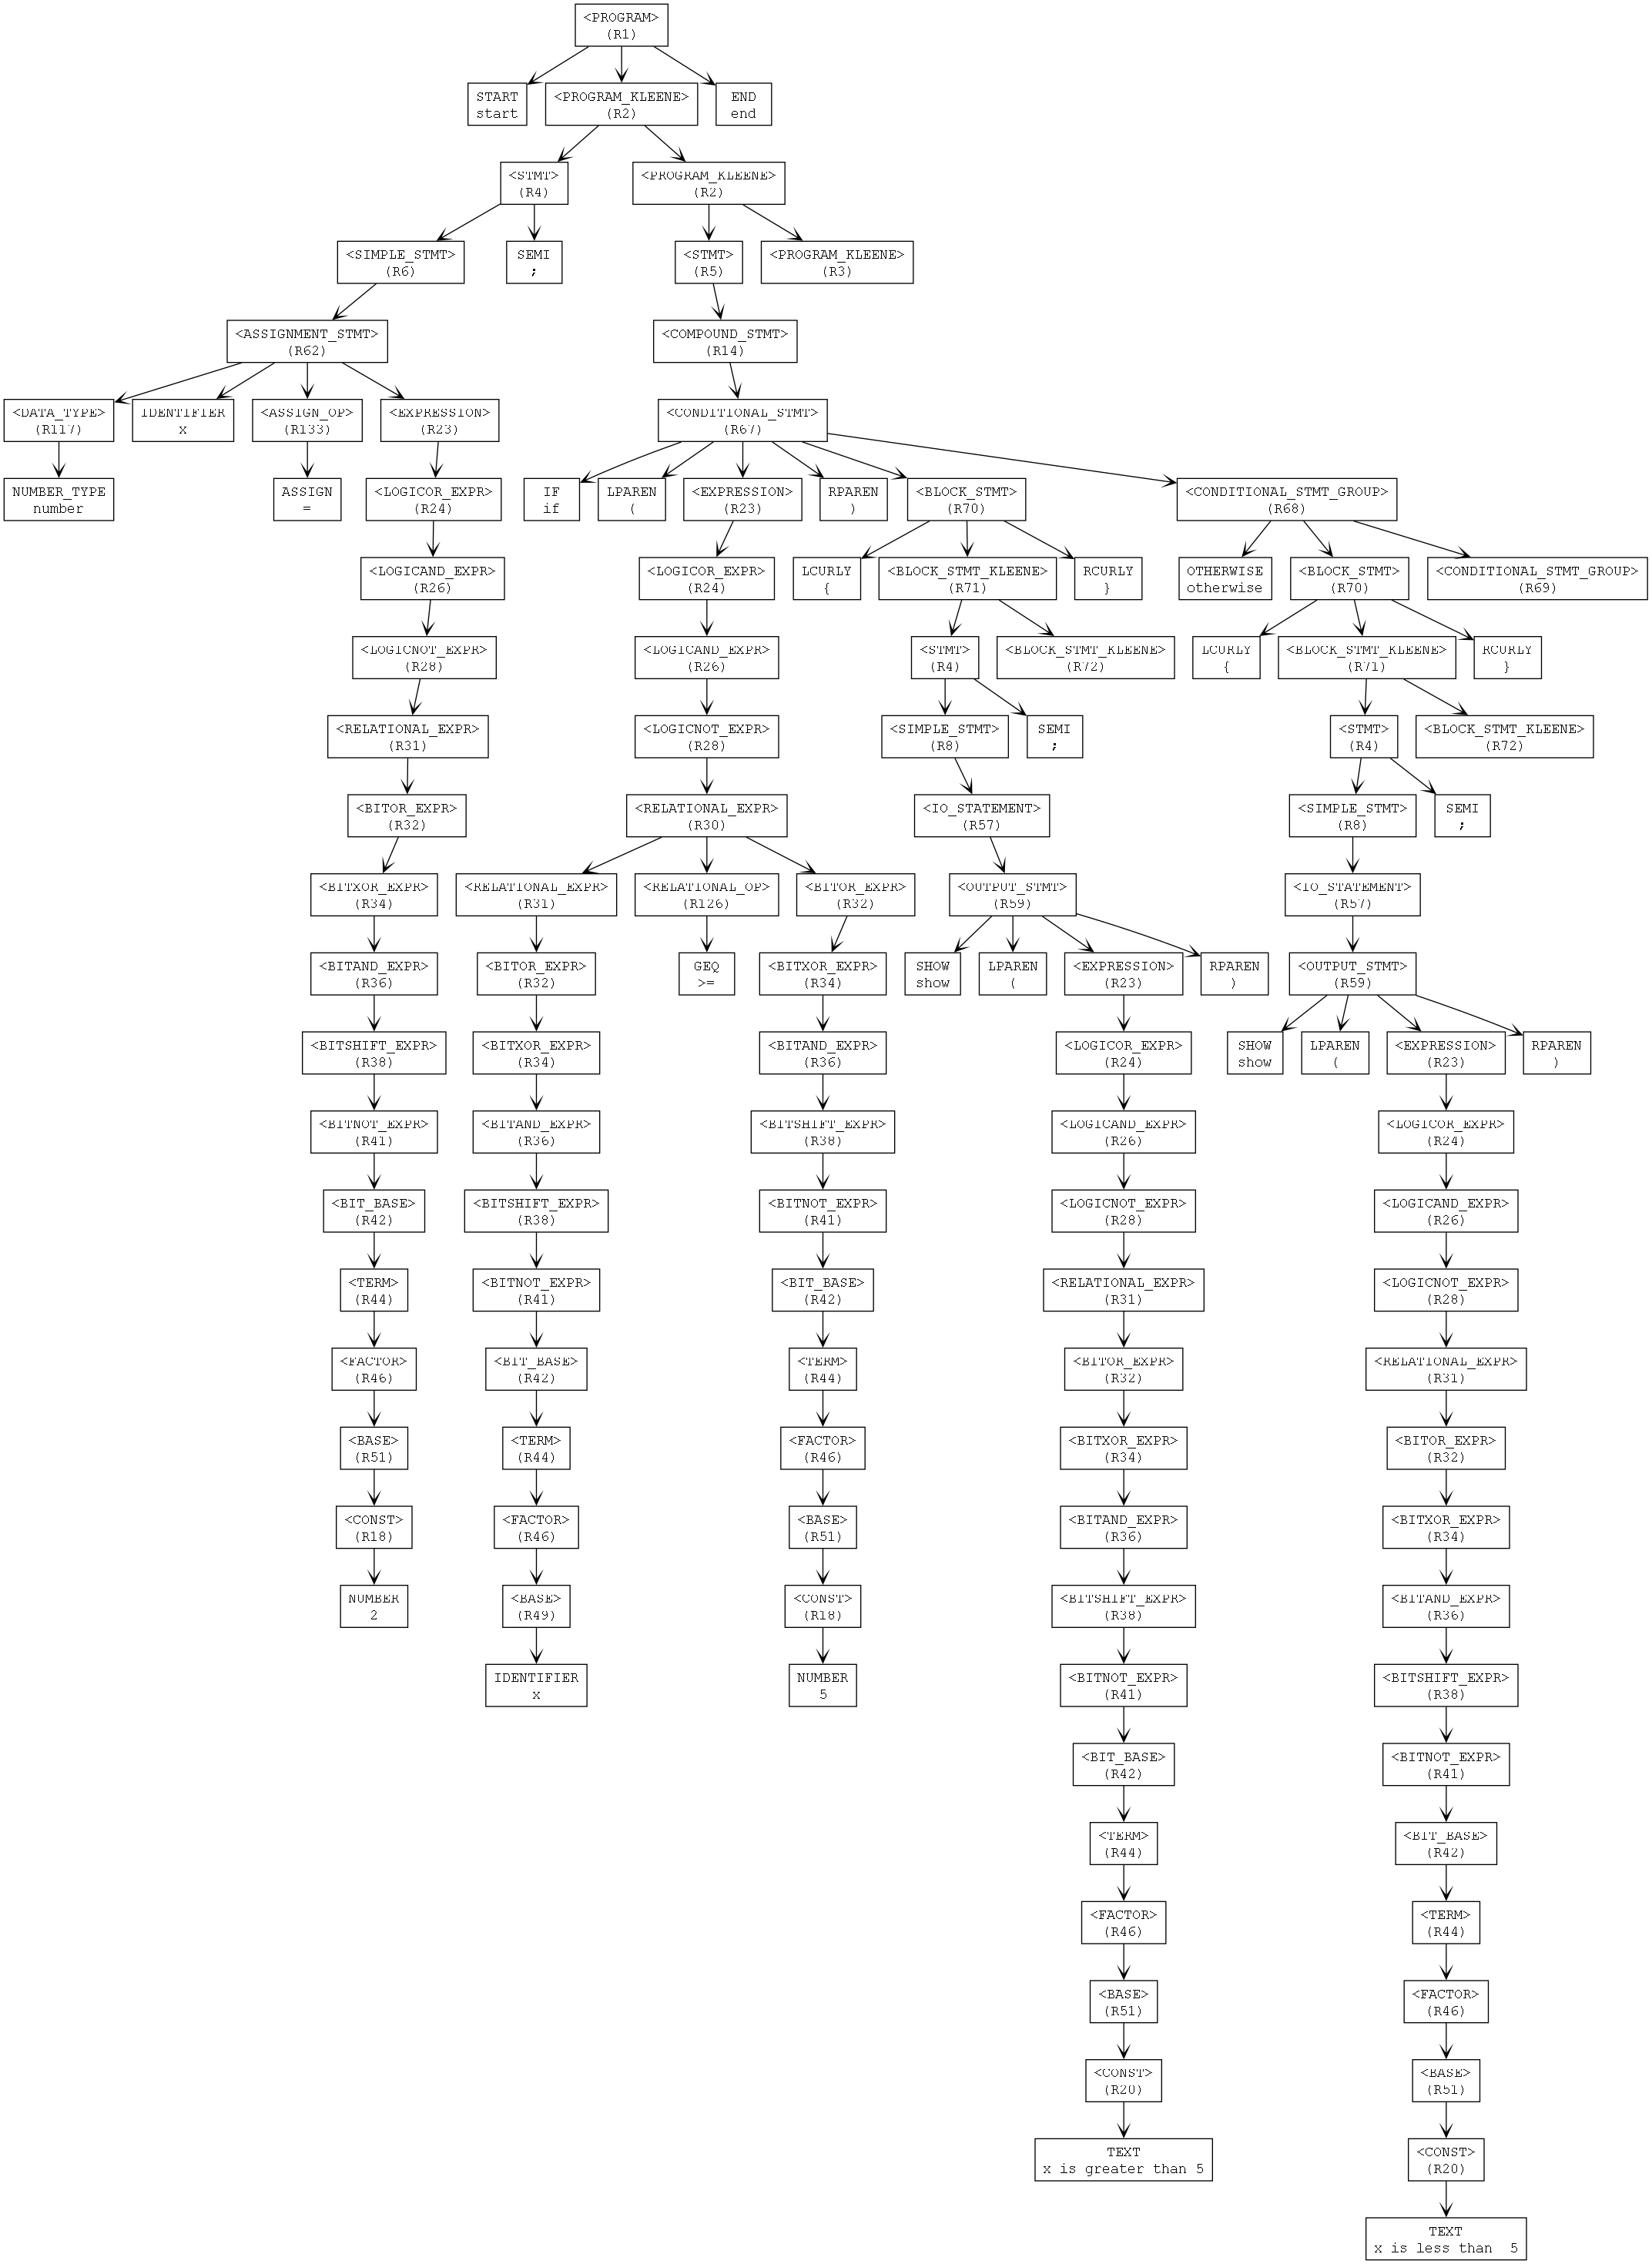 <PROGRAM>
(R1)
START
start
<PROGRAM_KLEENE>
(R2)
END
end
<STMT>
(R4)
<PROGRAM_KLEENE>
(R2)
<SIMPLE_STMT>
(R6)
SEMI
;
<STMT>
(R5)
<PROGRAM_KLEENE>
(R3)
<ASSIGNMENT_STMT>
(R62)
<COMPOUND_STMT>
(R14)
<DATA_TYPE>
(R117)
IDENTIFIER
x
<ASSIGN_OP>
(R133)
<EXPRESSION>
(R23)
<CONDITIONAL_STMT>
(R67)
NUMBER_TYPE
number
ASSIGN
=
<LOGICOR_EXPR>
(R24)
IF
if
LPAREN
(
<EXPRESSION>
(R23)
RPAREN
)
<BLOCK_STMT>
(R70)
<CONDITIONAL_STMT_GROUP>
(R68)
<LOGICAND_EXPR>
(R26)
<LOGICOR_EXPR>
(R24)
LCURLY
{
<BLOCK_STMT_KLEENE>
(R71)
RCURLY
}
OTHERWISE
otherwise
<BLOCK_STMT>
(R70)
<CONDITIONAL_STMT_GROUP>
(R69)
<LOGICNOT_EXPR>
(R28)
<LOGICAND_EXPR>
(R26)
<STMT>
(R4)
<BLOCK_STMT_KLEENE>
(R72)
LCURLY
{
<BLOCK_STMT_KLEENE>
(R71)
RCURLY
}
<RELATIONAL_EXPR>
(R31)
<LOGICNOT_EXPR>
(R28)
<SIMPLE_STMT>
(R8)
SEMI
;
<STMT>
(R4)
<BLOCK_STMT_KLEENE>
(R72)
<BITOR_EXPR>
(R32)
<RELATIONAL_EXPR>
(R30)
<IO_STATEMENT>
(R57)
<SIMPLE_STMT>
(R8)
SEMI
;
<BITXOR_EXPR>
(R34)
<RELATIONAL_EXPR>
(R31)
<RELATIONAL_OP>
(R126)
<BITOR_EXPR>
(R32)
<OUTPUT_STMT>
(R59)
<IO_STATEMENT>
(R57)
<BITAND_EXPR>
(R36)
<BITOR_EXPR>
(R32)
GEQ
>=
<BITXOR_EXPR>
(R34)
SHOW
show
LPAREN
(
<EXPRESSION>
(R23)
RPAREN
)
<OUTPUT_STMT>
(R59)
<BITSHIFT_EXPR>
(R38)
<BITXOR_EXPR>
(R34)
<BITAND_EXPR>
(R36)
<LOGICOR_EXPR>
(R24)
SHOW
show
LPAREN
(
<EXPRESSION>
(R23)
RPAREN
)
<BITNOT_EXPR>
(R41)
<BITAND_EXPR>
(R36)
<BITSHIFT_EXPR>
(R38)
<LOGICAND_EXPR>
(R26)
<LOGICOR_EXPR>
(R24)
<BIT_BASE>
(R42)
<BITSHIFT_EXPR>
(R38)
<BITNOT_EXPR>
(R41)
<LOGICNOT_EXPR>
(R28)
<LOGICAND_EXPR>
(R26)
<TERM>
(R44)
<BITNOT_EXPR>
(R41)
<BIT_BASE>
(R42)
<RELATIONAL_EXPR>
(R31)
<LOGICNOT_EXPR>
(R28)
<FACTOR>
(R46)
<BIT_BASE>
(R42)
<TERM>
(R44)
<BITOR_EXPR>
(R32)
<RELATIONAL_EXPR>
(R31)
<BASE>
(R51)
<TERM>
(R44)
<FACTOR>
(R46)
<BITXOR_EXPR>
(R34)
<BITOR_EXPR>
(R32)
<CONST>
(R18)
<FACTOR>
(R46)
<BASE>
(R51)
<BITAND_EXPR>
(R36)
<BITXOR_EXPR>
(R34)
NUMBER
2
<BASE>
(R49)
<CONST>
(R18)
<BITSHIFT_EXPR>
(R38)
<BITAND_EXPR>
(R36)
IDENTIFIER
x
NUMBER
5
<BITNOT_EXPR>
(R41)
<BITSHIFT_EXPR>
(R38)
<BIT_BASE>
(R42)
<BITNOT_EXPR>
(R41)
<TERM>
(R44)
<BIT_BASE>
(R42)
<FACTOR>
(R46)
<TERM>
(R44)
<BASE>
(R51)
<FACTOR>
(R46)
<CONST>
(R20)
<BASE>
(R51)
TEXT
x is greater than 5
<CONST>
(R20)
TEXT
x is less than  5